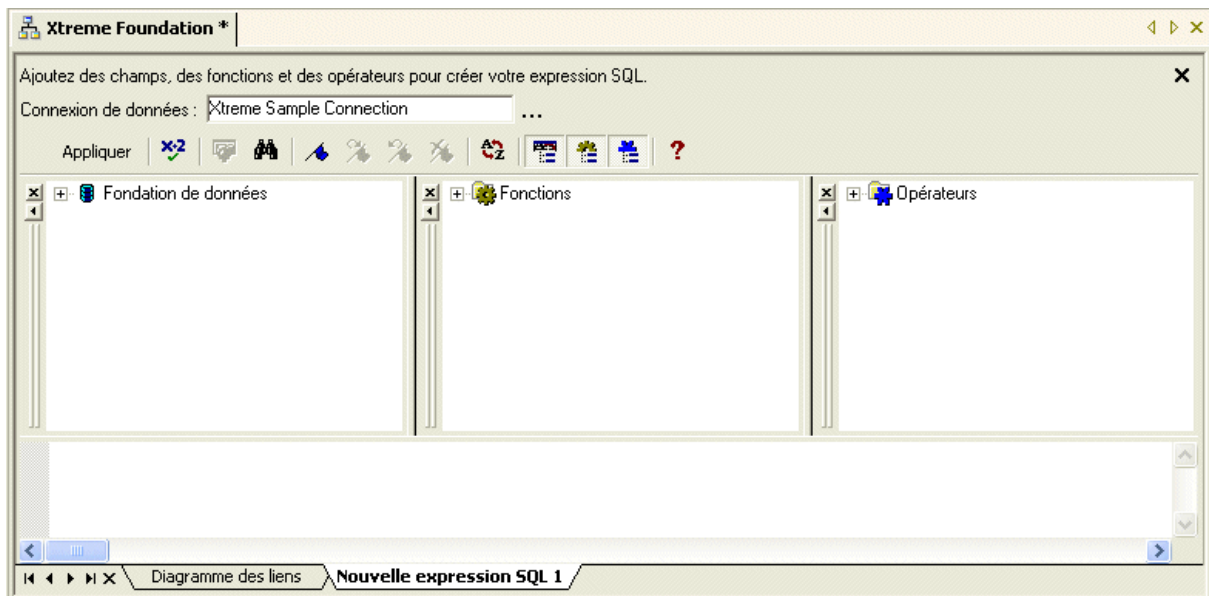 Xtreme Foundation *
Ajoutez des champs, des fonctions et des opérateurs pour créer votre expression SQL.
Connexion de données : Xtreme Sample Connection ...
Appliquer
Fondation de données
Fonctions
Opérateurs
Diagramme des liens
Nouvelle expression SQL 1